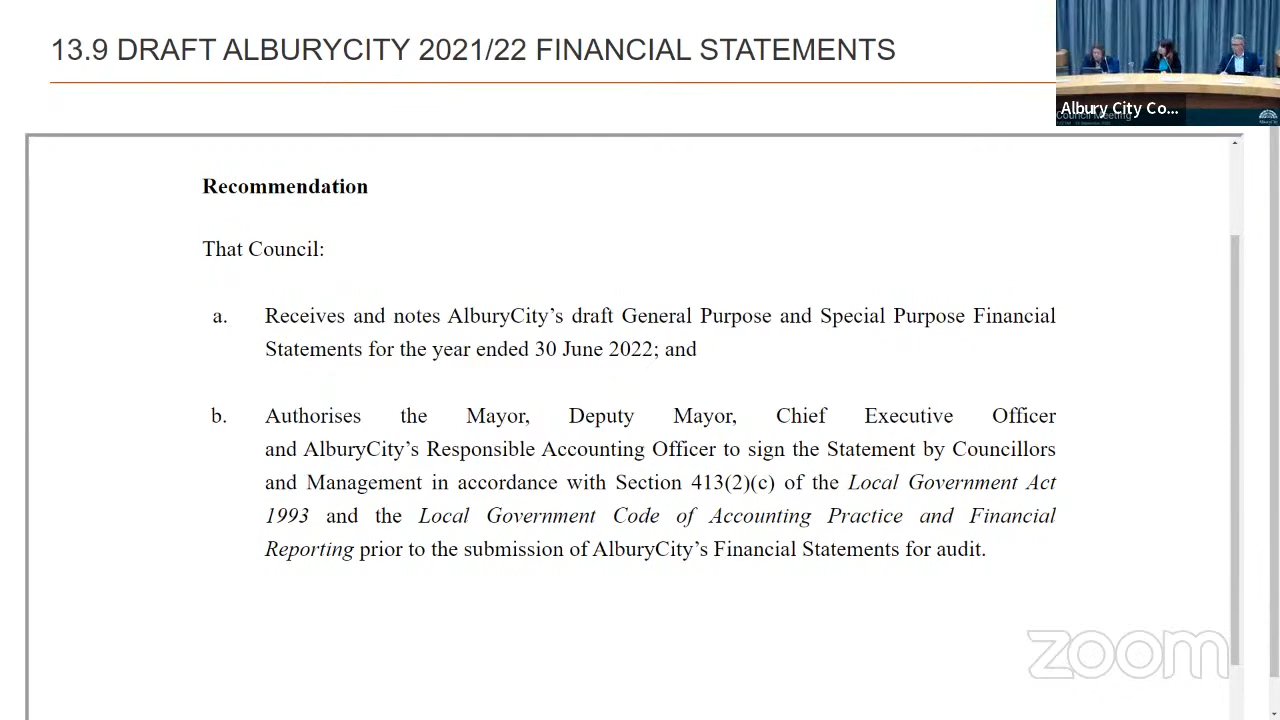 13.9 DRAFT ALBURYCITY 2021/22 FINANCIAL STATEMENTS
Albury City Co...
Council Meeting
Recommendation
That Council:
a. Receives and notes AlburyCity’s draft General Purpose and Special Purpose Financial
Statements for the year ended 30 June 2022; and
b. Authorises the Mayor, Deputy Mayor, Chief Executive Officer
and AlburyCity’s Responsible Accounting Officer to sign the Statement by Councillors
and Management in accordance with Section 413(2)(c) of the Local Government Act
1993 and the Local Government Code of Accounting Practice and Financial
Reporting prior to the submission of AlburyCity’s Financial Statements for audit.
zoom